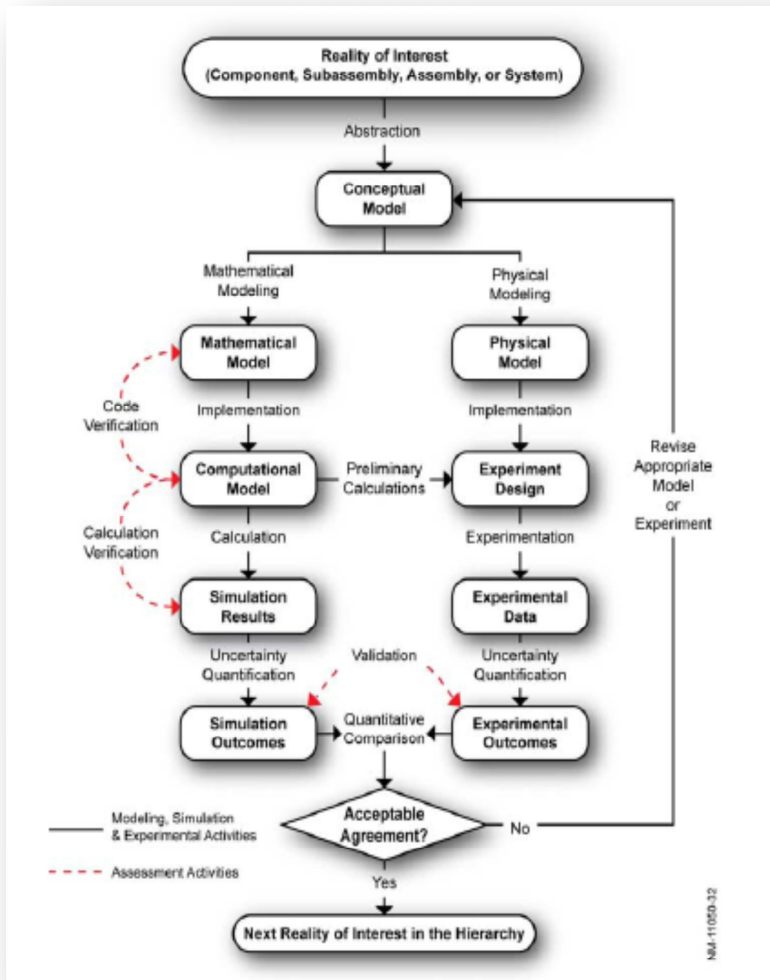 Reality of Interest
(Component, Subassembly, Assembly, or System)
Abstraction
Conceptual
Model
Mathematical
Modeling
Physical
Modeling
Mathematical
Model
Physical
Model
Code
Verification
Implementation
Implementation
Revise
Appropriate
Model
or
Experiment
Computational
Model
Preliminary
Calculations
Experiment
Design
Calculation
Verification
Calculation
Experimentation
Simulation
Results
Experimental
Data
Uncertainty
Quantification
Validation
Uncertainty
Quantification
Simulation
Outcomes
Quantitative
Comparison
Experimental
Outcomes
Modeling, Simulation
& Experimental Activities
Acceptable
Agreement?
No
Assessment Activities
Yes
Next Reality of Interest in the Hierarchy
NM-11050-32